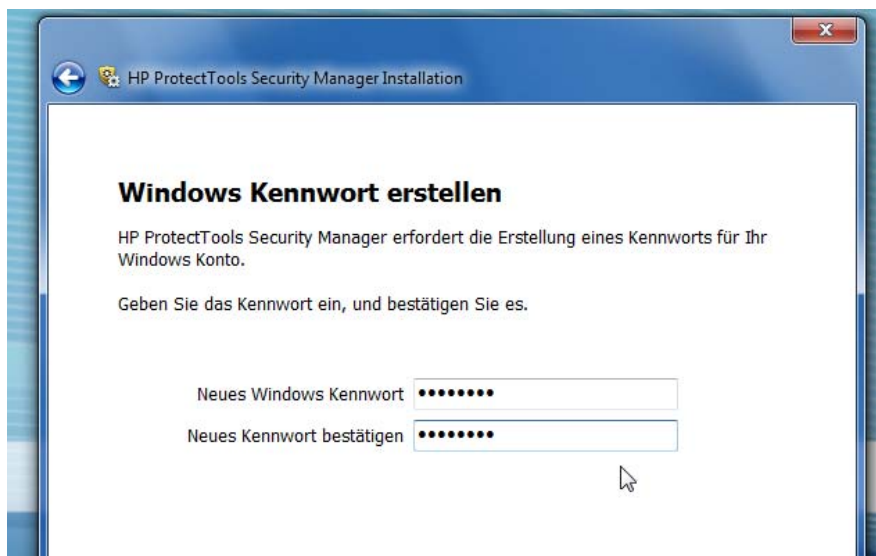 HP ProtectTools Security Manager Installation
Windows Kennwort erstellen
HP ProtectTools Security Manager erfordert die Erstellung eines Kennworts für Ihr
Windows Konto.
Geben Sie das Kennwort ein, und bestätigen Sie es.
Neues Windows Kennwort ••••••••
Neues Kennwort bestätigen ••••••••